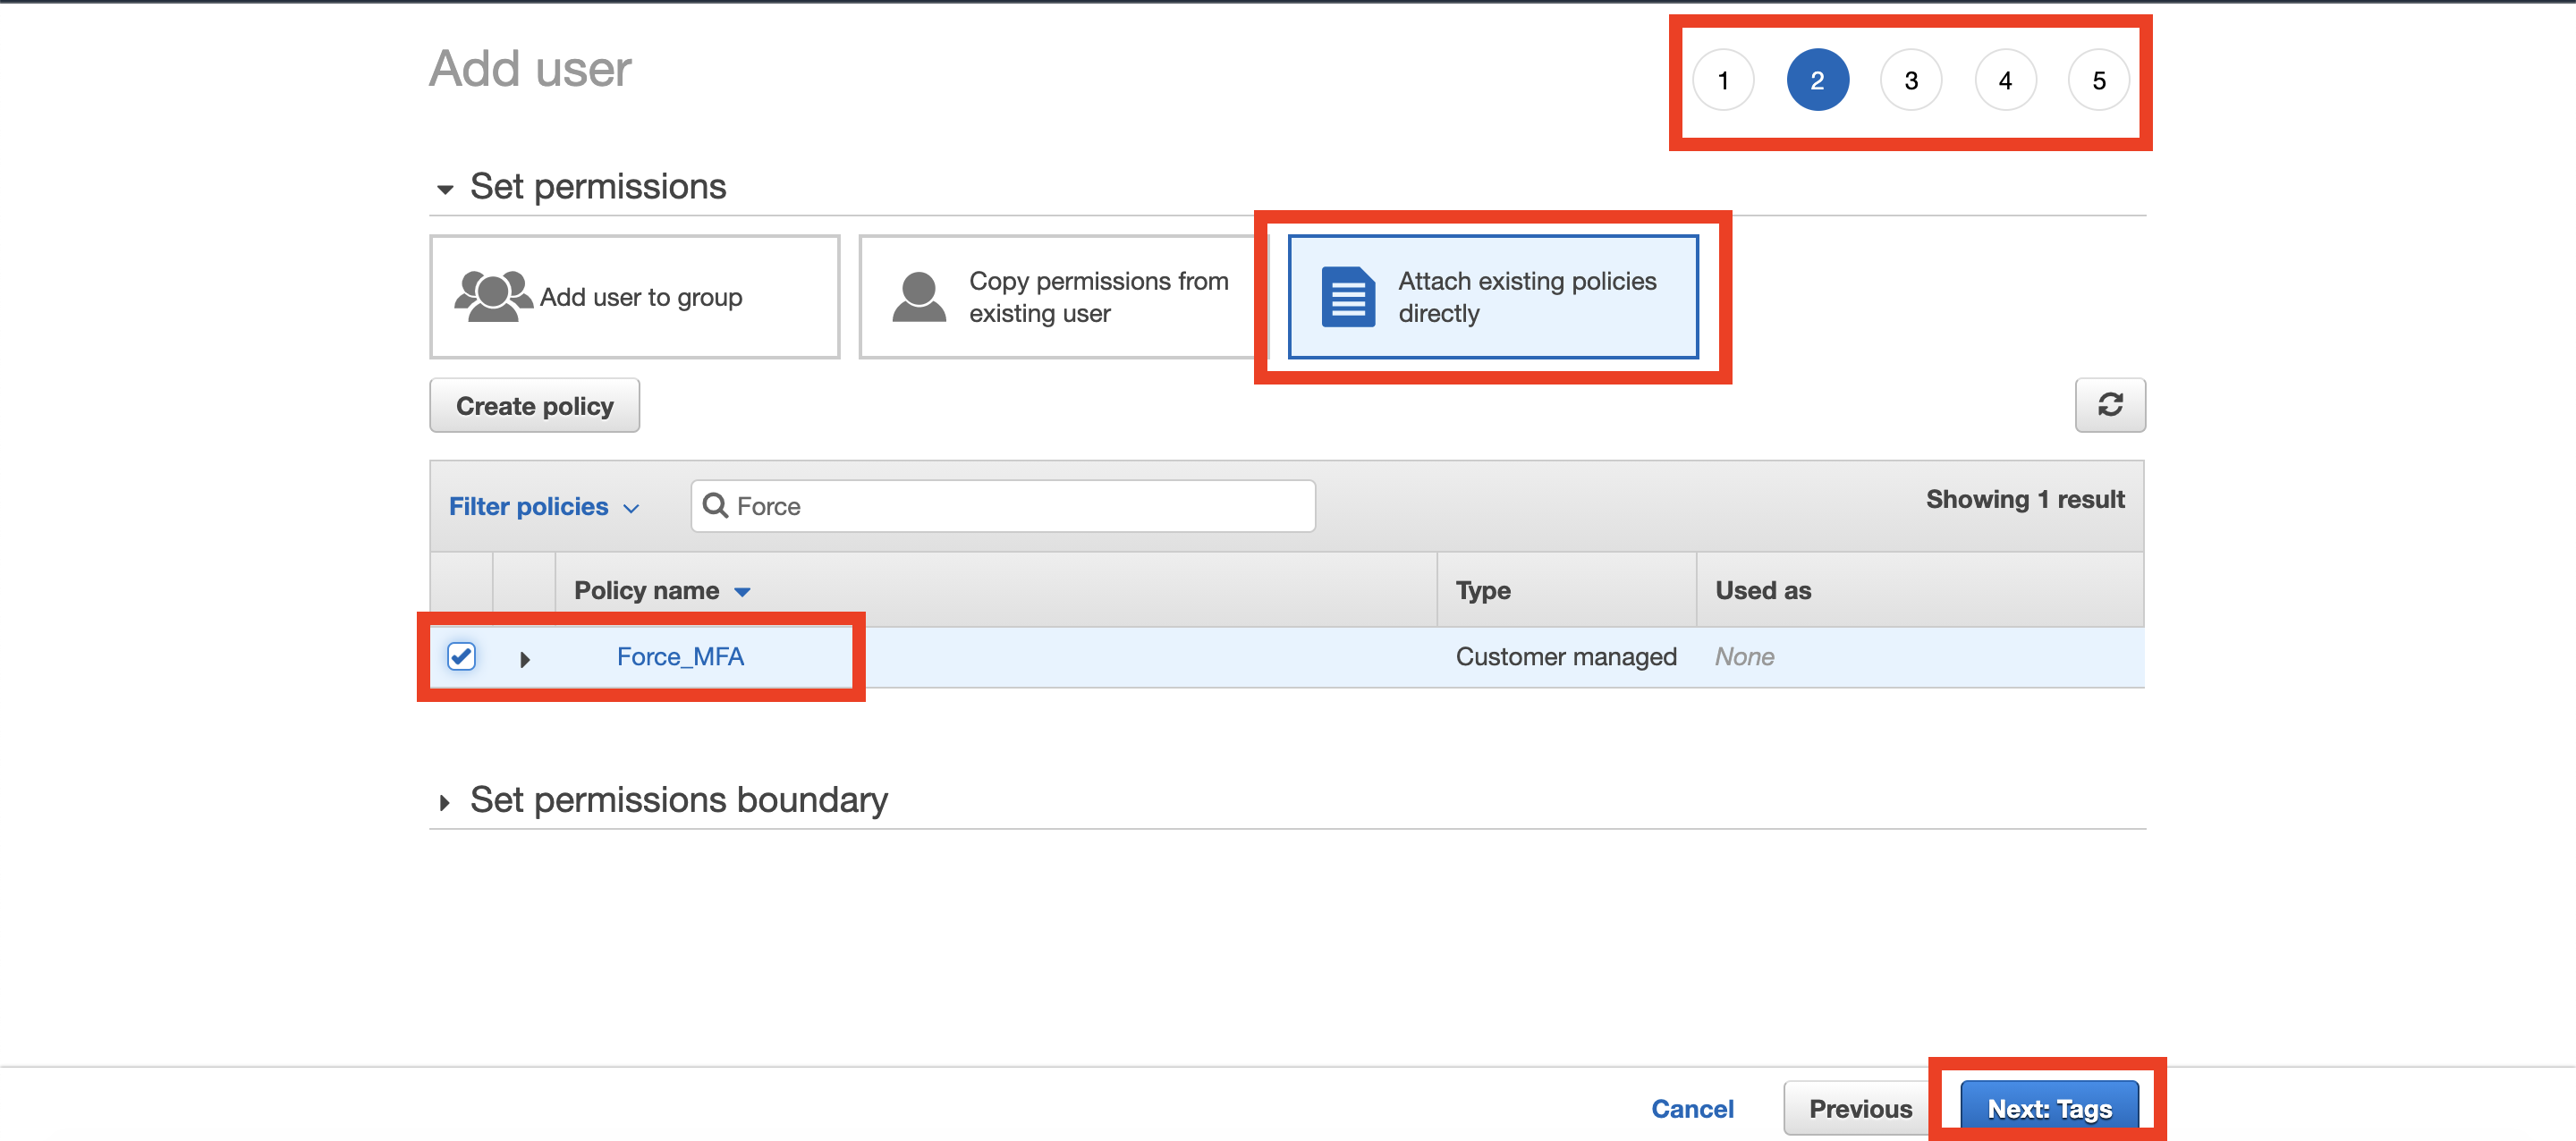 Add user
1 2 3 4 5
Set permissions
Add user to group
Copy permissions from
existing user
Attach existing policies
directly
Create policy
Filter policies
Force
Showing 1 result
Policy name Type Used as
Force_MFA Customer managed None
Set permissions boundary
Cancel Previous Next: Tags